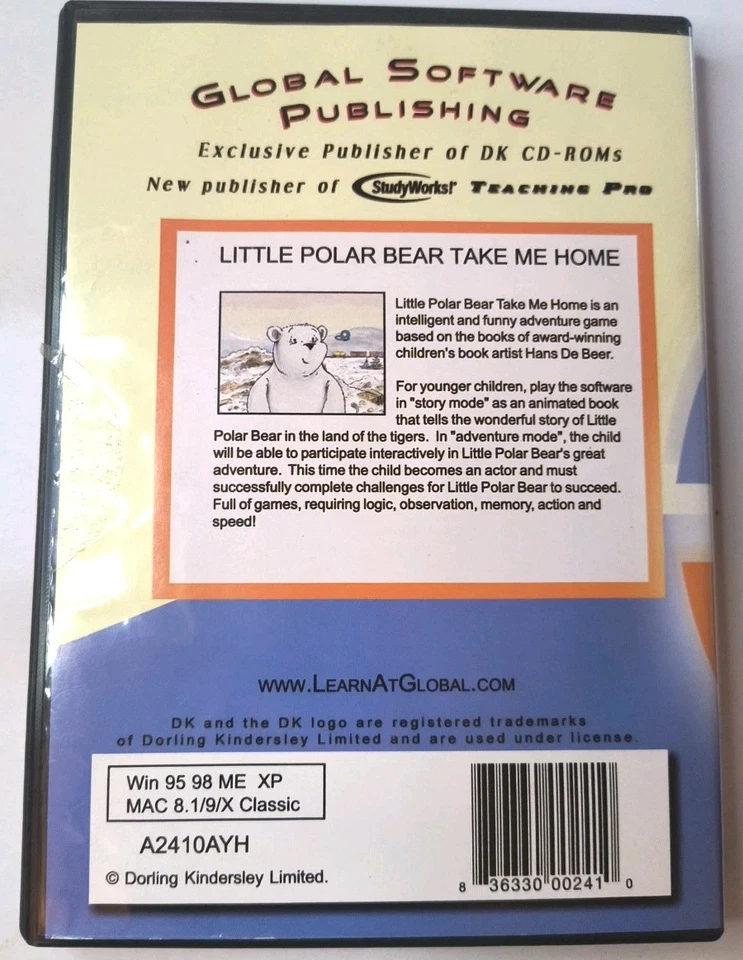 GLOBAL SOFTWARE
PUBLISHING
Exclusive Publisher of DK CD-ROMs
New publisher of StudyWorks! TEACHING PRO
LITTLE POLAR BEAR TAKE ME HOME
Little Polar Bear Take Me Home is an
intelligent and funny adventure game
based on the books of award-winning
children's book artist Hans De Beer.
For younger children, play the software
in "story mode" as an animated book
that tells the wonderful story of Little
Polar Bear in the land of the tigers. In "adventure mode", the child
will be able to participate interactively in Little Polar Bear's great
adventure. This time the child becomes an actor and must
successfully complete challenges for Little Polar Bear to succeed.
Full of games, requiring logic, observation, memory, action and
speed!
WWW.LEARNATGLOBAL.COM
DK and the DK logo are registered trademarks
of Dorling Kindersley Limited and are used under license.
Win 95 98 ME XP
MAC 8.1/9/X Classic
A2410AYH
© Dorling Kindersley Limited.
8 36330 00241 0